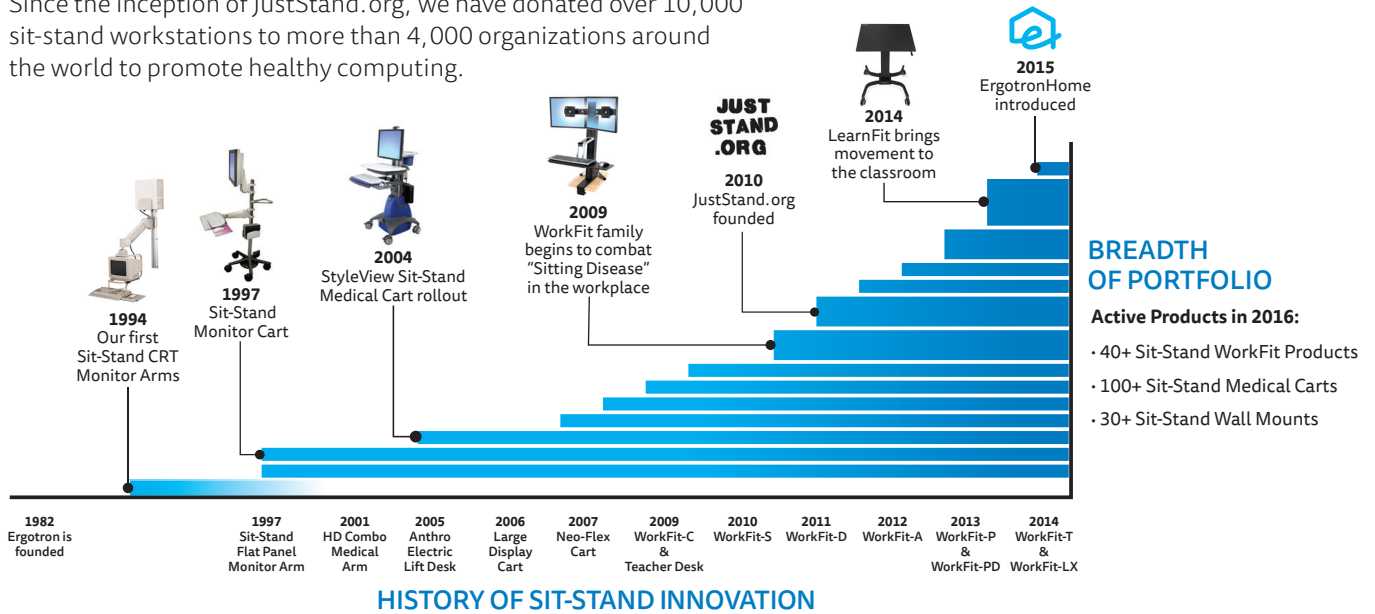 Since the inception of JustStand.org, we have donated over 10,000
sit-stand workstations to more than 4,000 organizations around
the world to promote healthy computing.
1994
Our first
Sit-Stand CRT
Monitor Arms
1997
Sit-Stand
Monitor Cart
2004
StyleView Sit-Stand
Medical Cart rollout
2009
WorkFit family
begins to combat
“Sitting Disease”
in the workplace
JUST
STAND
.ORG
2010
JustStand.org
founded
2014
LearnFit brings
movement to
the classroom
2015
ErgotronHome
introduced
BREADTH
OF PORTFOLIO
Active Products in 2016:
· 40+ Sit-Stand WorkFit Products
· 100+ Sit-Stand Medical Carts
· 30+ Sit-Stand Wall Mounts
1982
Ergotron is
founded
1997
Sit-Stand
Flat Panel
Monitor Arm
2001
HD Combo
Medical
Arm
2005
Anthro
Electric
Lift Desk
2006
Large
Display
Cart
2007
Neo-Flex
Cart
2009
WorkFit-C
&
Teacher Desk
2010
WorkFit-S
2011
WorkFit-D
2012
WorkFit-A
2013
WorkFit-P
&
WorkFit-PD
2014
WorkFit-T
&
WorkFit-LX
HISTORY OF SIT-STAND INNOVATION